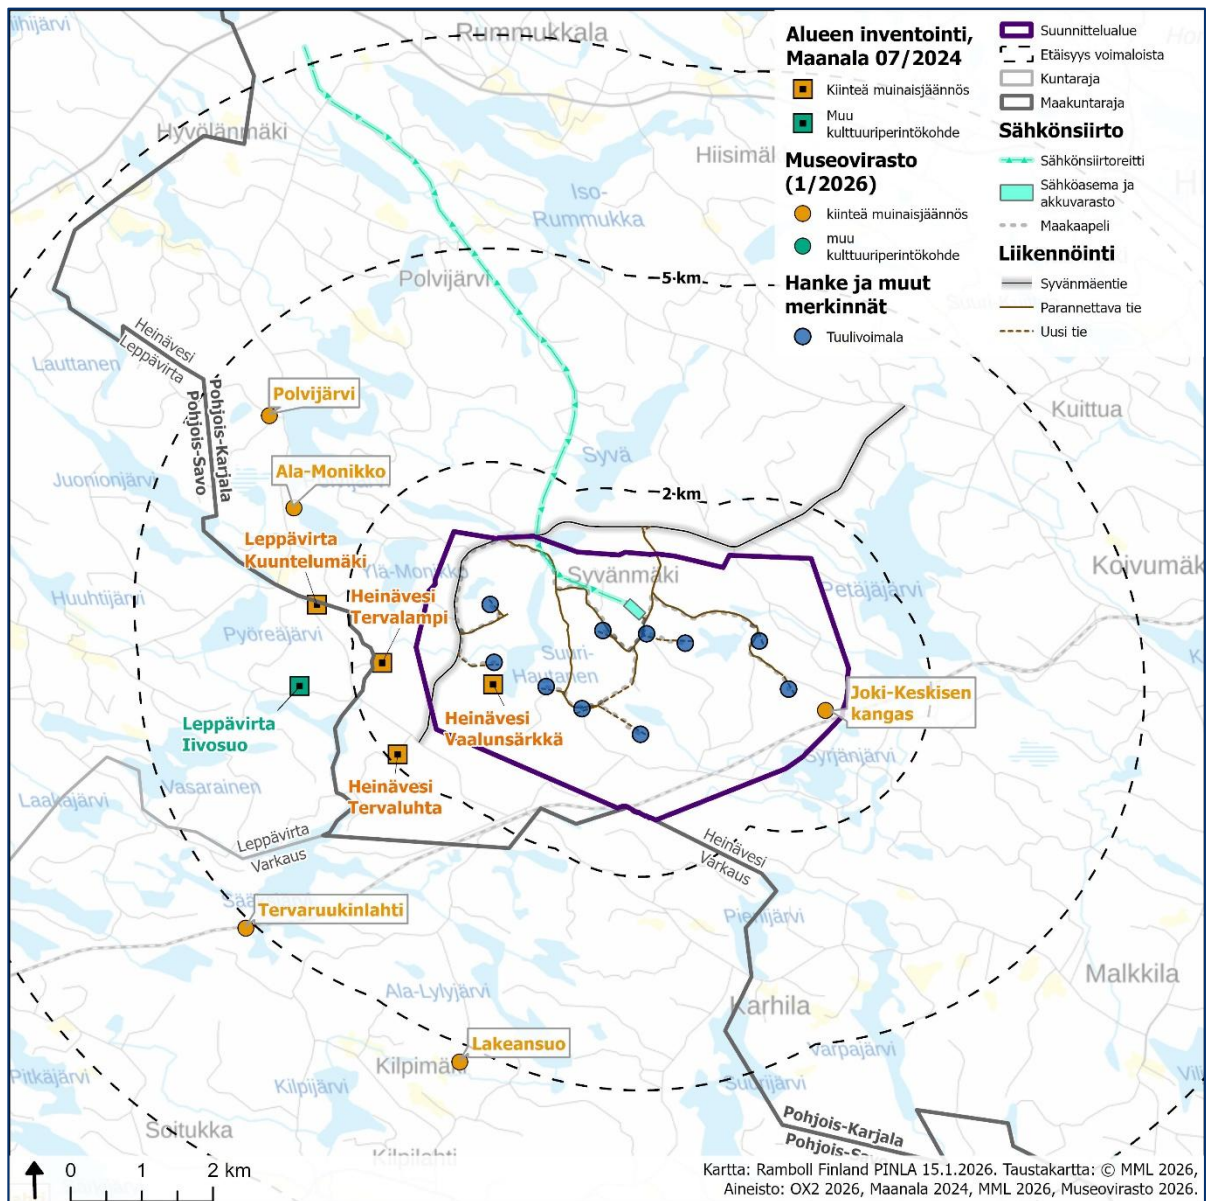 Rummukkala
Hyvölänmäki
Iso-
Rummukka
Polvijärvi
5 km
Heinävesi
Leppävirta
Lauttanen
Pohjois-Karjala
Pohjois-Savo
Polvijärvi
Kuittua
Syvä
Ala-Monikko
Juonionjärvi
2 km
Leppävirta
Kuuntelumäki
Koivumäk
Ylä-Monikko
Syvänmäki
Petäjäjärvi
Huuhtijärvi
Heinävesi
Tervalampi
Pyöreäjärvi
Suuri-
Hautanen
Joki-Keskisen
kangas
Leppävirta
Iivosuo
Heinävesi
Vaalunsärkkä
Syrjänjärvi
Vasarainen
Laakajärvi
Heinävesi
Tervaluhta
Leppävirta
Varkaus
Heinävesi
Varkaus
Tervaruukinlahti
Pienijärvi
Malkkila
Ala-Lylyjärvi
Karhila
Lakeansuo
Kilpimäki
Varpajärvi
Pitkäjärvi
Kilpijärvi
Suurijärvi
Soitukka
Pohjois-Karjala
Kilpilahti
0 1 2 km
Alueen inventointi,
Maanala 07/2024
Kiinteä muinaisjäännös
Muu
kulttuuriperintökohde
Museovirasto
(1/2026)
kiinteä muinaisjäännös
muu
kulttuuriperintökohde
Hanke ja muut
merkinnät
Tuulivoimala
Suunnittelualue
Etäisyys voimaloista
Kuntaraja
Maakuntaraja
Sähkönsiirto
Sähkönsiirtoreitti
Sähköasema ja
akkuvarasto
Maakaapeli
Liikennöinti
Syvänmäentie
Parannettava tie
Uusi tie
Kartta: Ramboll Finland PINLA 15.1.2026. Taustakartta: © MML 2026,
Aineisto: OX2 2026, Maanala 2024, MML 2026, Museovirasto 2026.